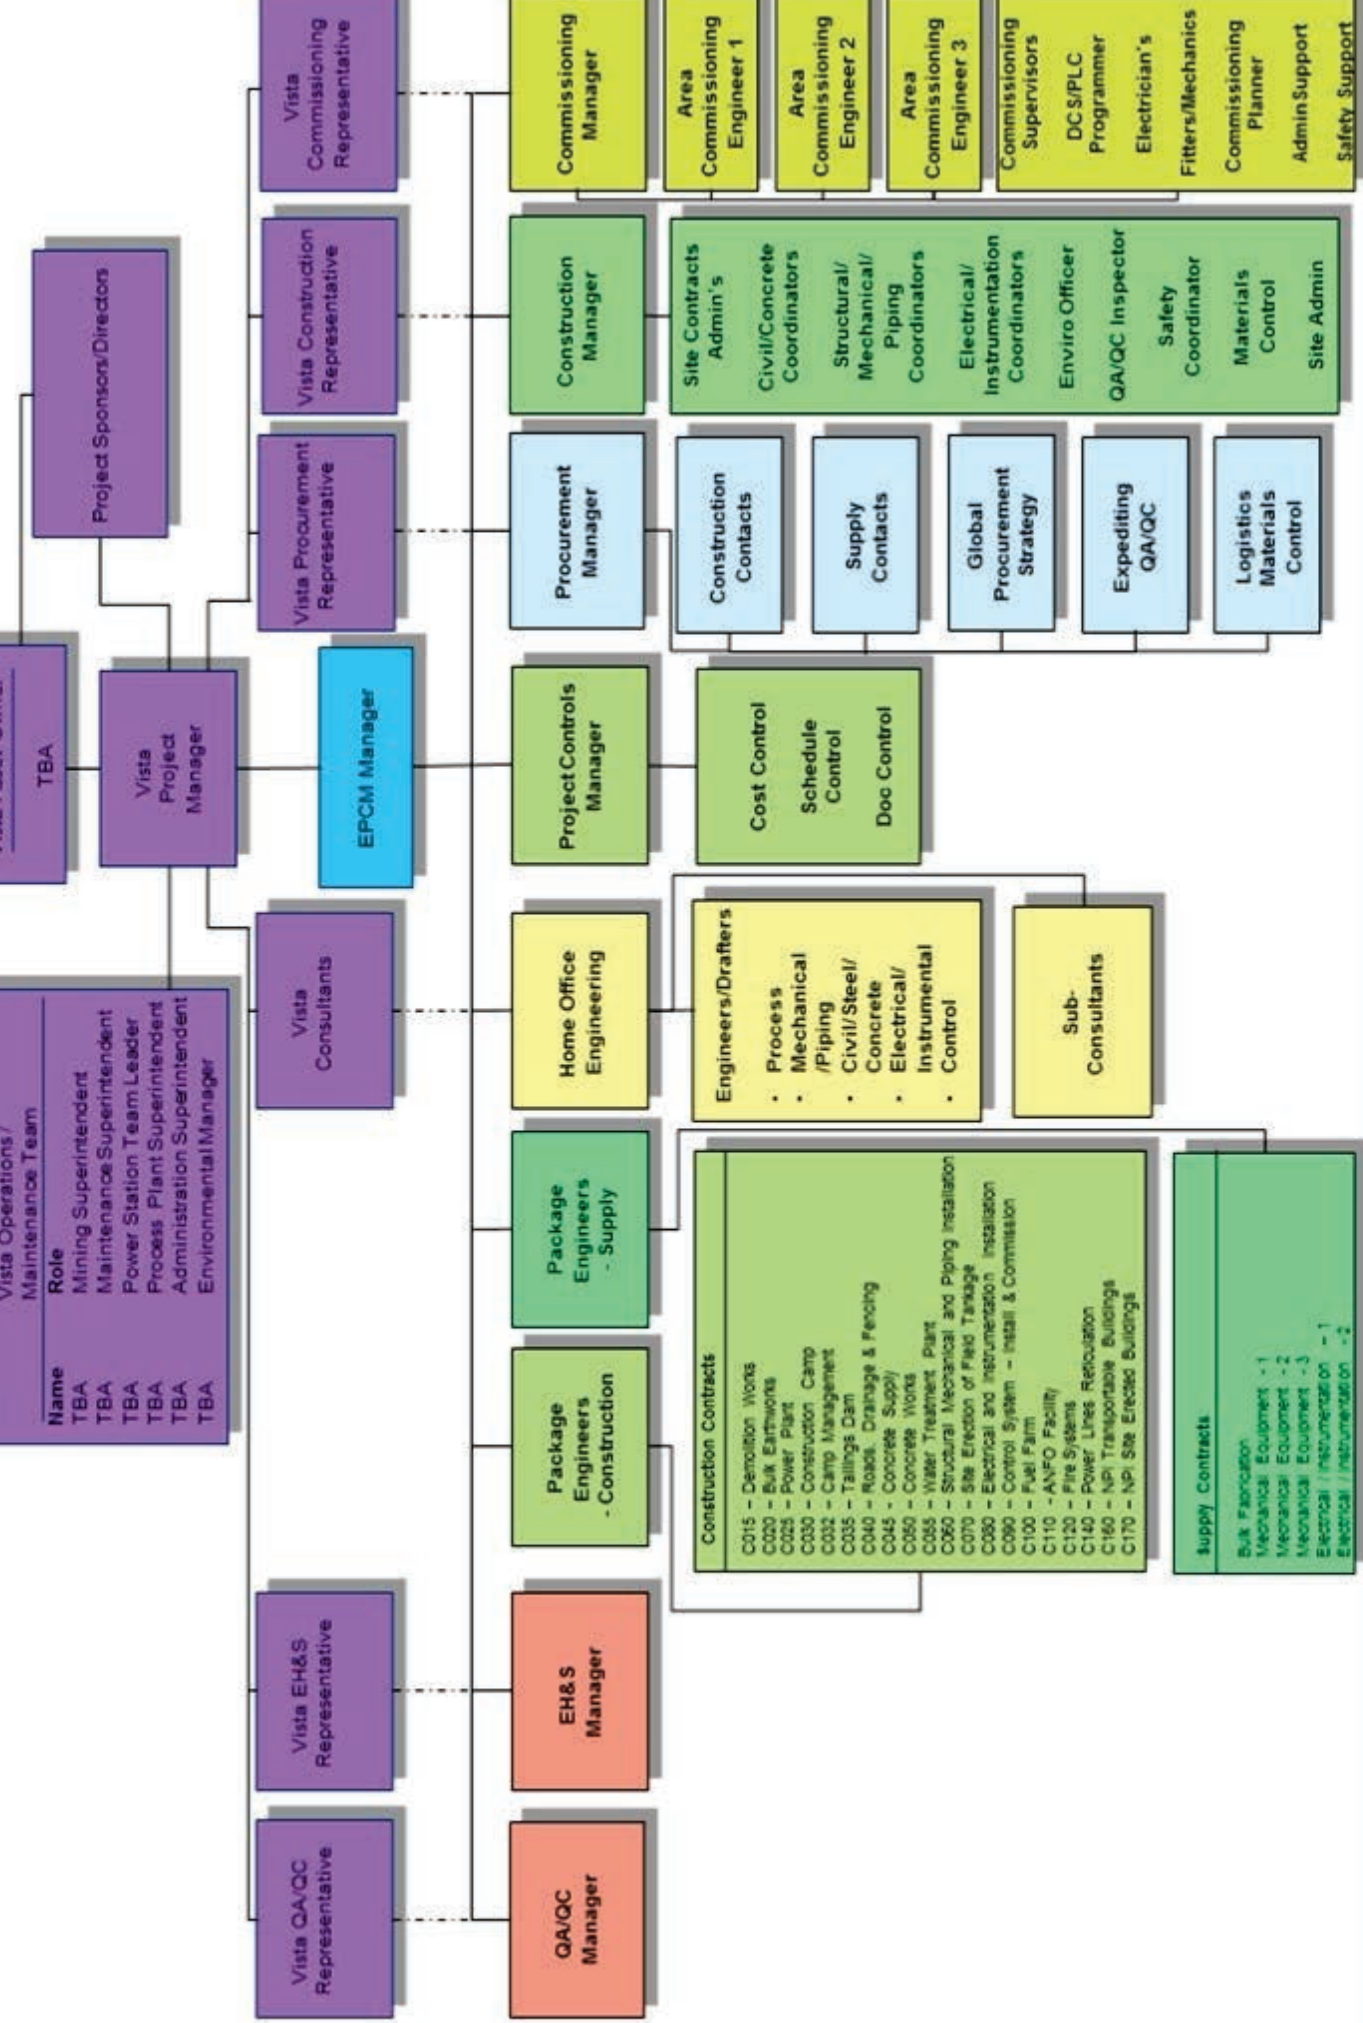 TBA
Project Sponsors/Directors
Vista Operations/
Maintenance Team
Name Role
TBA Mining Superintendent
TBA Maintenance Superintendent
TBA Power Station Team Leader
TBA Process Plant Superintendent
TBA Administration Superintendent
TBA Environmental Manager
Vista
Project
Manager
Vista QA/QC
Representative
Vista EH&S
Representative
Vista
Consultants
EPCM Manager
Vista Procurement
Representative
Vista Construction
Representative
Vista
Commissioning
Representative
QA/QC
Manager
EH&S
Manager
Package
Engineers
- Construction
Package
Engineers
- Supply
Home Office
Engineering
Project Controls
Manager
Procurement
Manager
Construction
Manager
Commissioning
Manager
Construction Contracts
C015 – Demolition Works
C020 – Bulk Earthworks
C025 – Power Plant
C030 – Construction Camp
C032 – Camp Management
C035 – Tailings Dam
C040 – Roads, Drainage & Fencing
C045 - Concrete Supply
C050 – Concrete Works
C055 – Water Treatment Plant
C060 – Structural Mechanical and Piping Installation
C070 – Site Erection of Field Tankage
C080 – Electrical and Instrumentation Installation
C090 – Control System – Install & Commission
C100 – Fuel Farm
C110 - ANFO Facility
C120 – Fire Systems
C140 – Power Lines Reticulation
C160 – NPI Transportable Buildings
C170 – NPI Site Erected Buildings
Supply Contracts
Bulk Fabrication
Mechanical Equipment - 1
Mechanical Equipment - 2
Mechanical Equipment - 3
Electrical / Instrumentation - 1
Electrical / Instrumentation - 2
Engineers/Drafters
• Process
• Mechanical
/Piping
• Civil/Steel/
Concrete
• Electrical/
Instrumental
• Control
Sub-
Consultants
Cost Control
Schedule
Control
Doc Control
Construction
Contacts
Supply
Contacts
Global
Procurement
Strategy
Expediting
QA/QC
Logistics
Materials
Control
Site Contracts
Admin's
Civil/Concrete
Coordinators
Structural/
Mechanical/
Piping
Coordinators
Electrical/
Instrumentation
Coordinators
Enviro Officer
QA/QC Inspector
Safety
Coordinator
Materials
Control
Site Admin
Area
Commissioning
Engineer 1
Area
Commissioning
Engineer 2
Area
Commissioning
Engineer 3
Commissioning
Supervisors
DCS/PLC
Programmer
Electrician's
Fitters/Mechanics
Commissioning
Planner
Admin Support
Safety Support